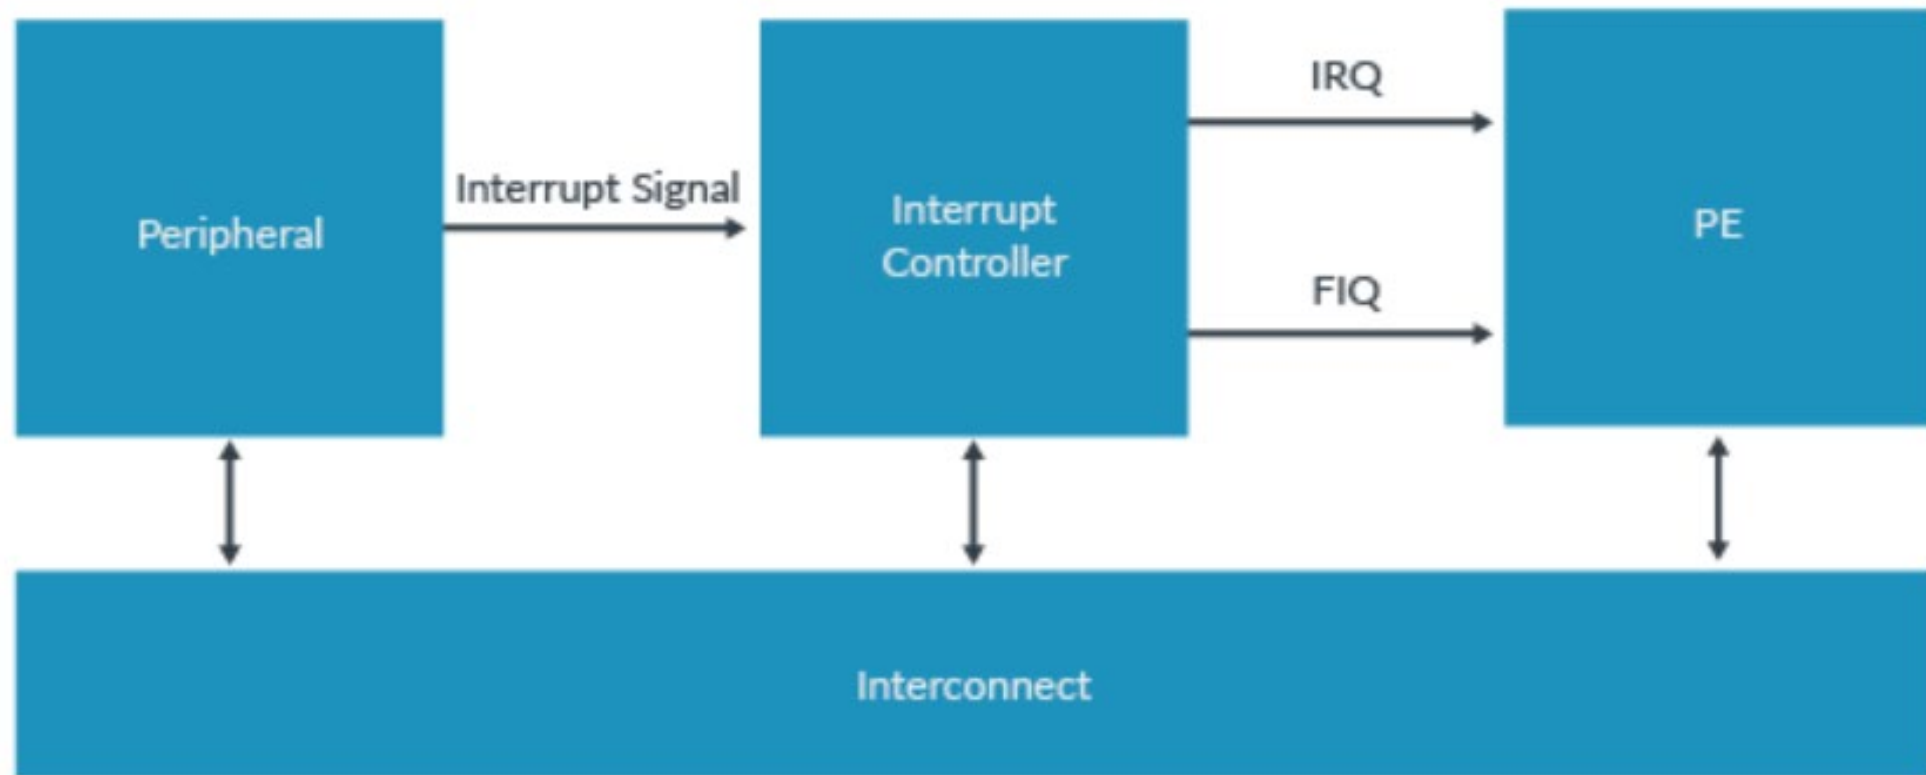 IRQ
Interrupt Signal
Peripheral
Interrupt
Controller
PE
FIQ
Interconnect